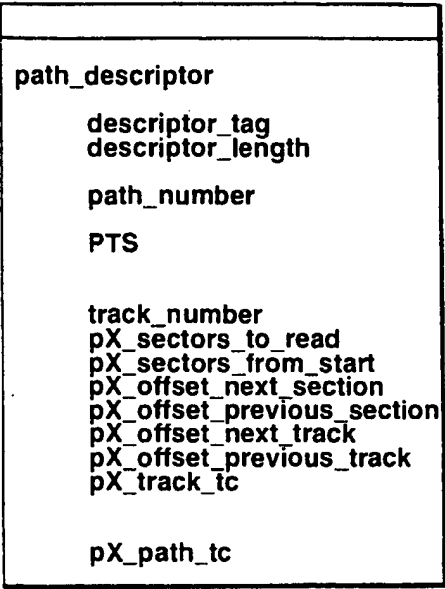 path_descriptor
descriptor_tag
descriptor_length
path_number
PTS
track_number
pX_sectors_to_read
pX_sectors_from_start
pX_offset_next_section
pX_offset_previous_section
pX_offset_next_track
pX_offset_previous_track
pX_track_tc
pX_path_tc